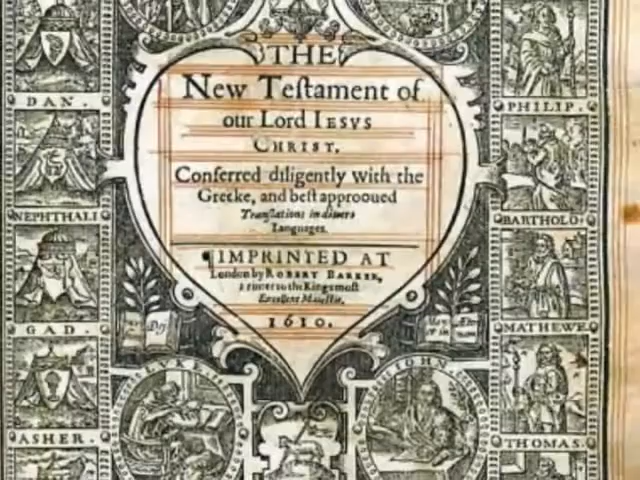 THE
New Teſtament of
our Lord IESVS
CHRIST.
Conferred diligently with the
Greeke, and beſt approoued
Tranſlations in diuers
Languages.
¶IMPRINTED AT
London by ROBERT BARKER,
Printer to the Kings moſt
Excellent Maieſtie.
1610.
DAN.
NEPHTHALI
GAD.
ASHER.
PHILIP.
BARTHOLO:
MATHEWE
THOMAS.
LVKE
IOHN